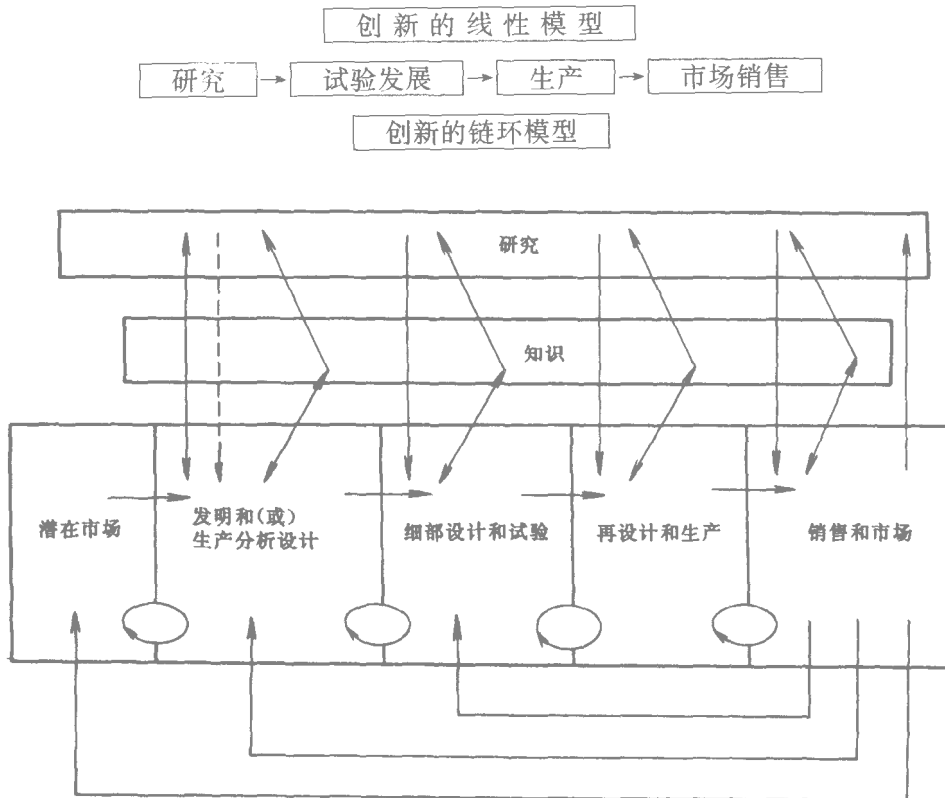 创新的线性模型
研究 试验发展 生产 市场销售
创新的链环模型
研究
知识
潜在市场
发明和(或)
生产分析设计
细部设计和试验
再设计和生产
销售和市场